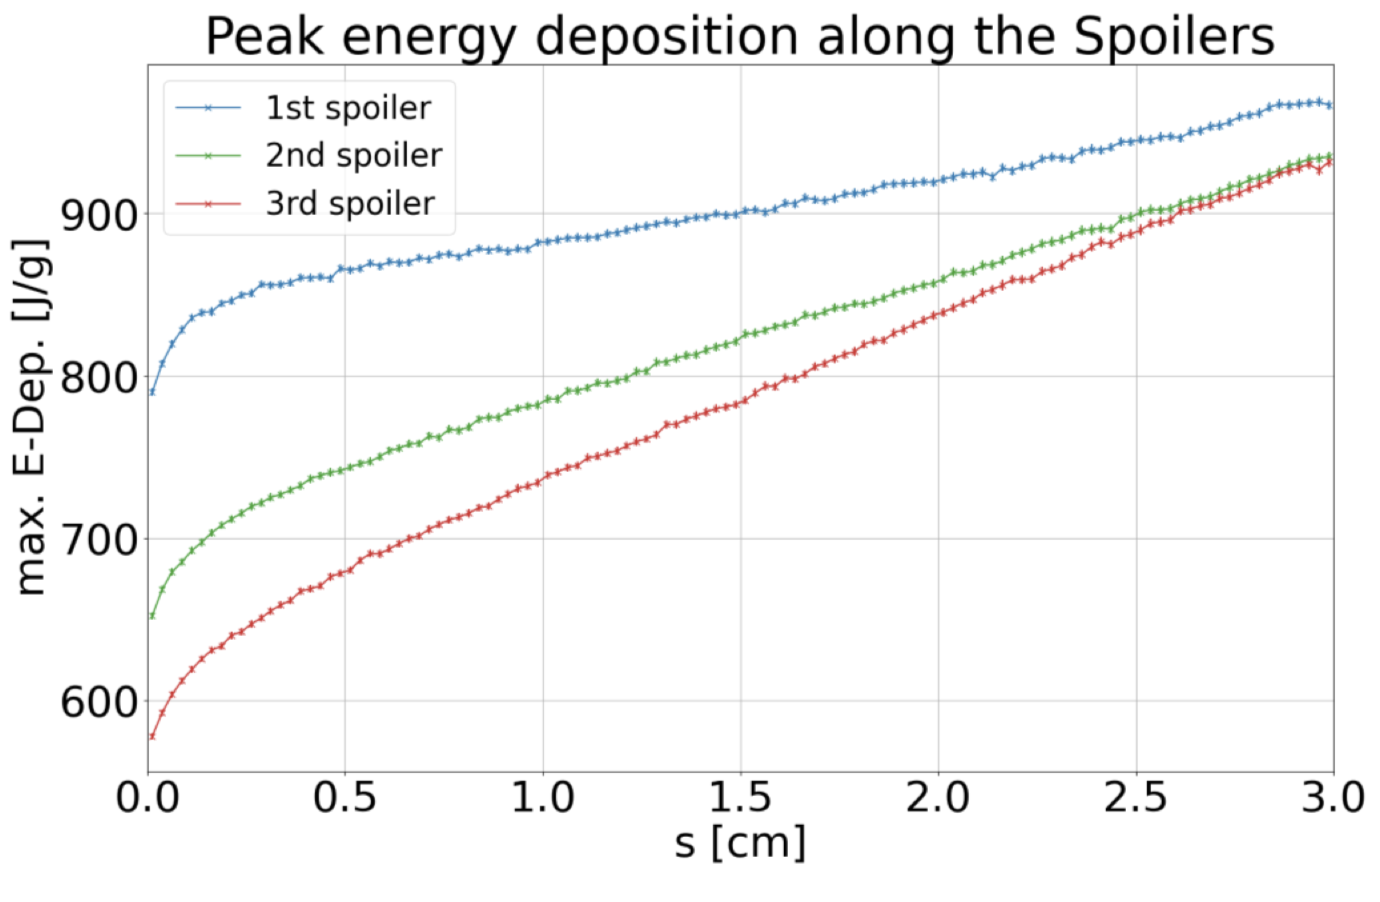 Peak energy deposition along the Spoilers
1st spoiler
2nd spoiler
3rd spoiler
max. E-Dep. [J/g]
900
800
700
600
0.0 0.5 1.0 1.5 2.0 2.5 3.0
s [cm]